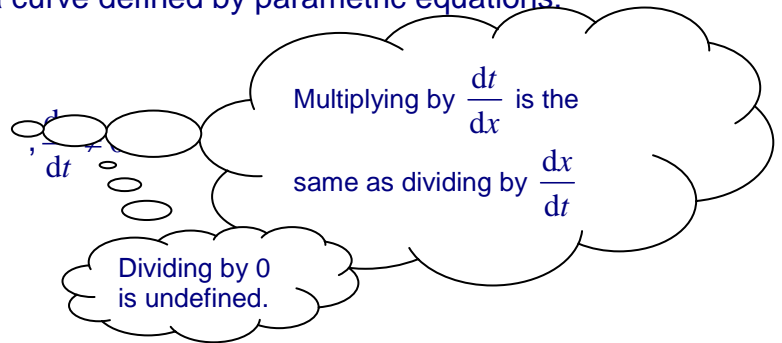 a curve defined by parametric equations.
Multiplying by dt/dx is the
, d/dt ≠
same as dividing by dx/dt
Dividing by 0
is undefined.